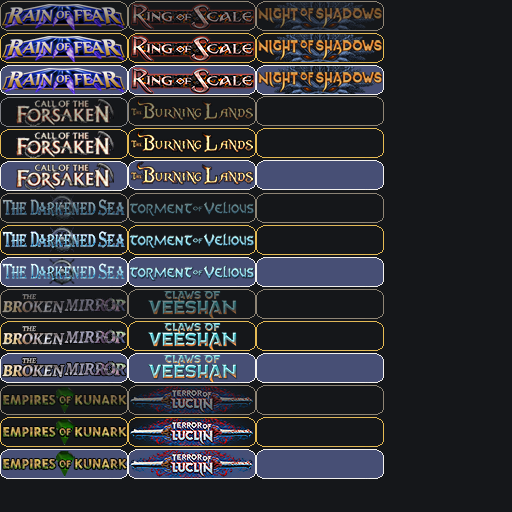 RAIN OF FEAR RING OF SCALE NIGHT OF SHADOWS
RAIN OF FEAR RING OF SCALE NIGHT OF SHADOWS
RAIN OF FEAR RING OF SCALE NIGHT OF SHADOWS
CALL OF THE
FORSAKEN THE BURNING LANDS
CALL OF THE
FORSAKEN THE BURNING LANDS
CALL OF THE
FORSAKEN THE BURNING LANDS
THE DARKENED SEA TORMENT OF VELIOUS
THE DARKENED SEA TORMENT OF VELIOUS
THE DARKENED SEA TORMENT OF VELIOUS
THE
BROKEN MIRROR CLAWS OF
VEESHAN
THE
BROKEN MIRROR CLAWS OF
VEESHAN
THE
BROKEN MIRROR CLAWS OF
VEESHAN
EMPIRES OF KUNARK TERROR OF
LUCLIN
EMPIRES OF KUNARK TERROR OF
LUCLIN
EMPIRES OF KUNARK TERROR OF
LUCLIN